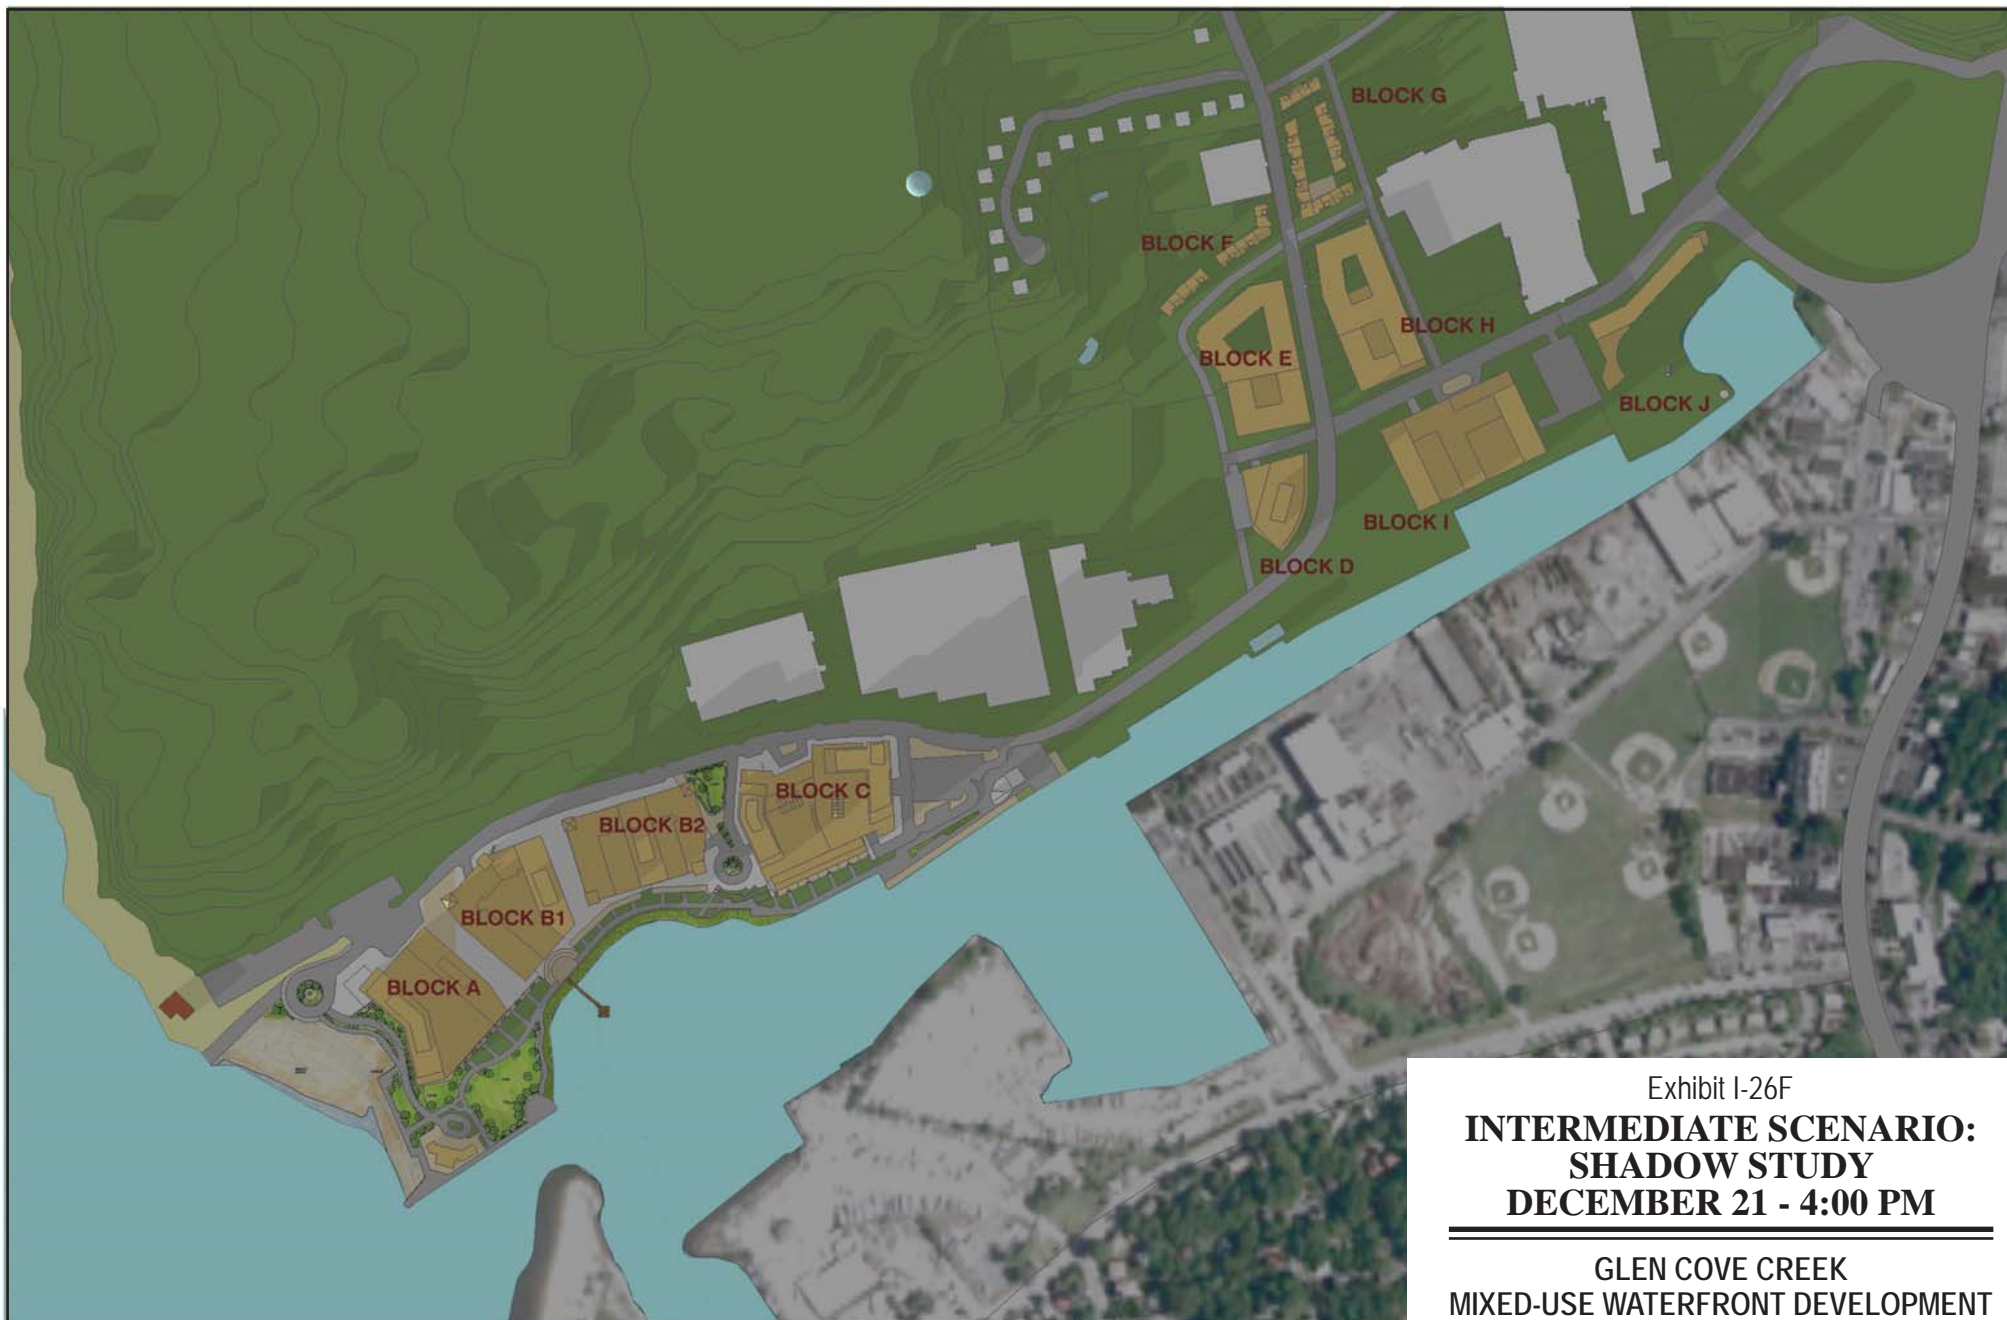 BLOCK G
BLOCK F
BLOCK H
BLOCK E
BLOCK J
BLOCK I
BLOCK D
BLOCK C
BLOCK B2
BLOCK B1
BLOCK A
Exhibit I-26F
INTERMEDIATE SCENARIO:
SHADOW STUDY
DECEMBER 21 - 4:00 PM
GLEN COVE CREEK
MIXED-USE WATERFRONT DEVELOPMENT